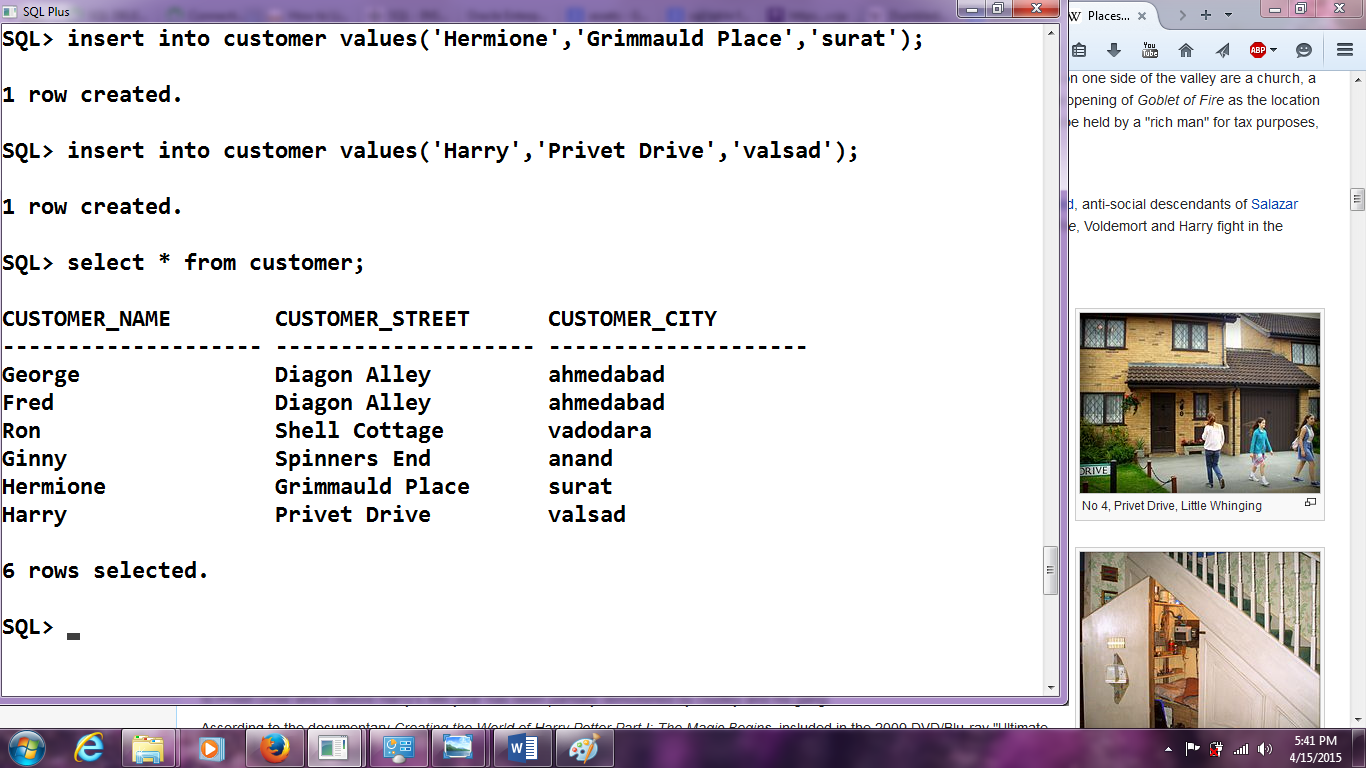 SQL Plus
SQL> insert into customer values('Hermione','Grimmauld Place','surat');
1 row created.
SQL> insert into customer values('Harry','Privet Drive','valsad');
1 row created.
SQL> select * from customer;
CUSTOMER_NAME CUSTOMER_STREET CUSTOMER_CITY
-------------------- -------------------- --------------------
George Diagon Alley ahmedabad
Fred Diagon Alley ahmedabad
Ron Shell Cottage vadodara
Ginny Spinners End anand
Hermione Grimmauld Place surat
Harry Privet Drive valsad
6 rows selected.
SQL>
W Places...
You Tube
ABP
one side of the valley are a church, a
opening of Goblet of Fire as the location
be held by a "rich man" for tax purposes,
anti-social descendants of Salazar
Voldemort and Harry fight in the
DRIVE
No 4, Privet Drive, Little Whinging
According to the documentary Creating the World of Harry Potter Part I: The Magic Begins, included in the 2009 DVD/Blu-ray "Ultimate
5:41 PM
4/15/2015